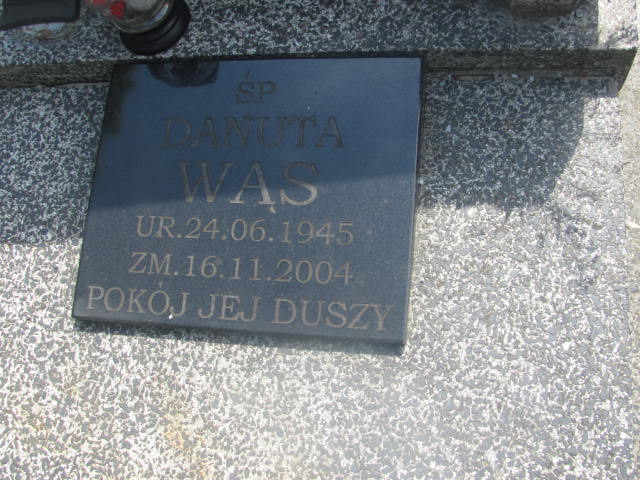 ŚP
DANUTA
WĄS
UR.24.06.1945
ZM.16.11.2004
POKÓJ JEJ DUSZY